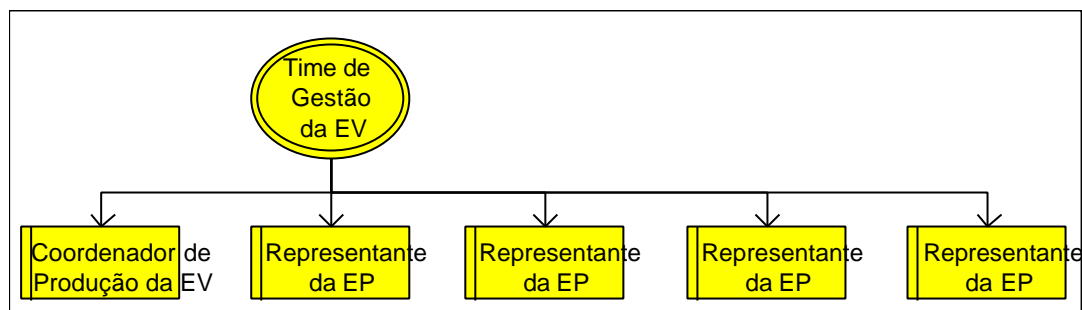 Time de
Gestão
da EV
Coordenador de
Produção da EV
Representante
da EP
Representante
da EP
Representante
da EP
Representante
da EP